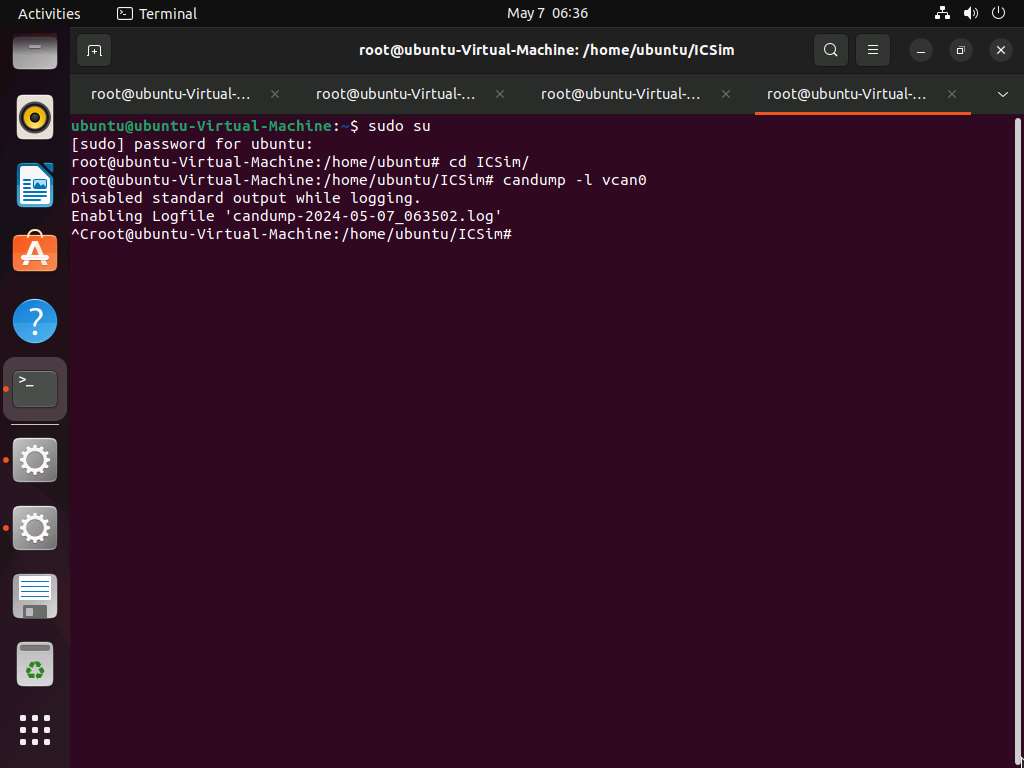 Activities Terminal May 7 06:36
root@ubuntu-Virtual-Machine: /home/ubuntu/ICSim
root@ubuntu-Virtual-... root@ubuntu-Virtual-... root@ubuntu-Virtual-... root@ubuntu-Virtual-...
ubuntu@ubuntu-Virtual-Machine:~$ sudo su
[sudo] password for ubuntu:
root@ubuntu-Virtual-Machine:/home/ubuntu# cd ICSim/
root@ubuntu-Virtual-Machine:/home/ubuntu/ICSim# candump -l vcan0
Disabled standard output while logging.
Enabling Logfile 'candump-2024-05-07_063502.log'
^Croot@ubuntu-Virtual-Machine:/home/ubuntu/ICSim#